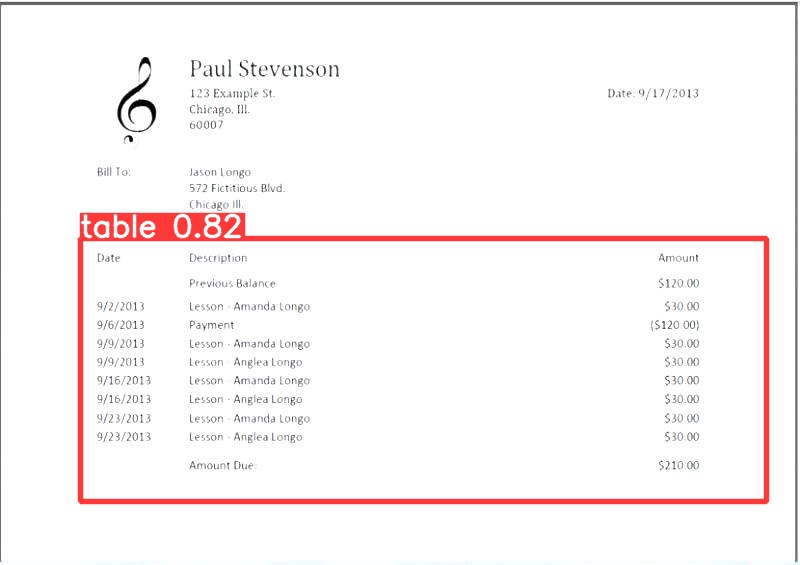 Paul Stevenson
123 Example St.
Chicago, Ill.
60007
Date: 9/17/2013
Bill To: Jason Longo
572 Fictitious Blvd.
Chicago Ill.
table 0.82
Date Description Amount
Previous Balance $120.00
9/2/2013 Lesson - Amanda Longo $30.00
9/6/2013 Payment ($120.00)
9/9/2013 Lesson - Amanda Longo $30.00
9/9/2013 Lesson - Anglea Longo $30.00
9/16/2013 Lesson - Amanda Longo $30.00
9/16/2013 Lesson - Anglea Longo $30.00
9/23/2013 Lesson - Amanda Longo $30.00
9/23/2013 Lesson - Anglea Longo $30.00
Amount Due: $210.00